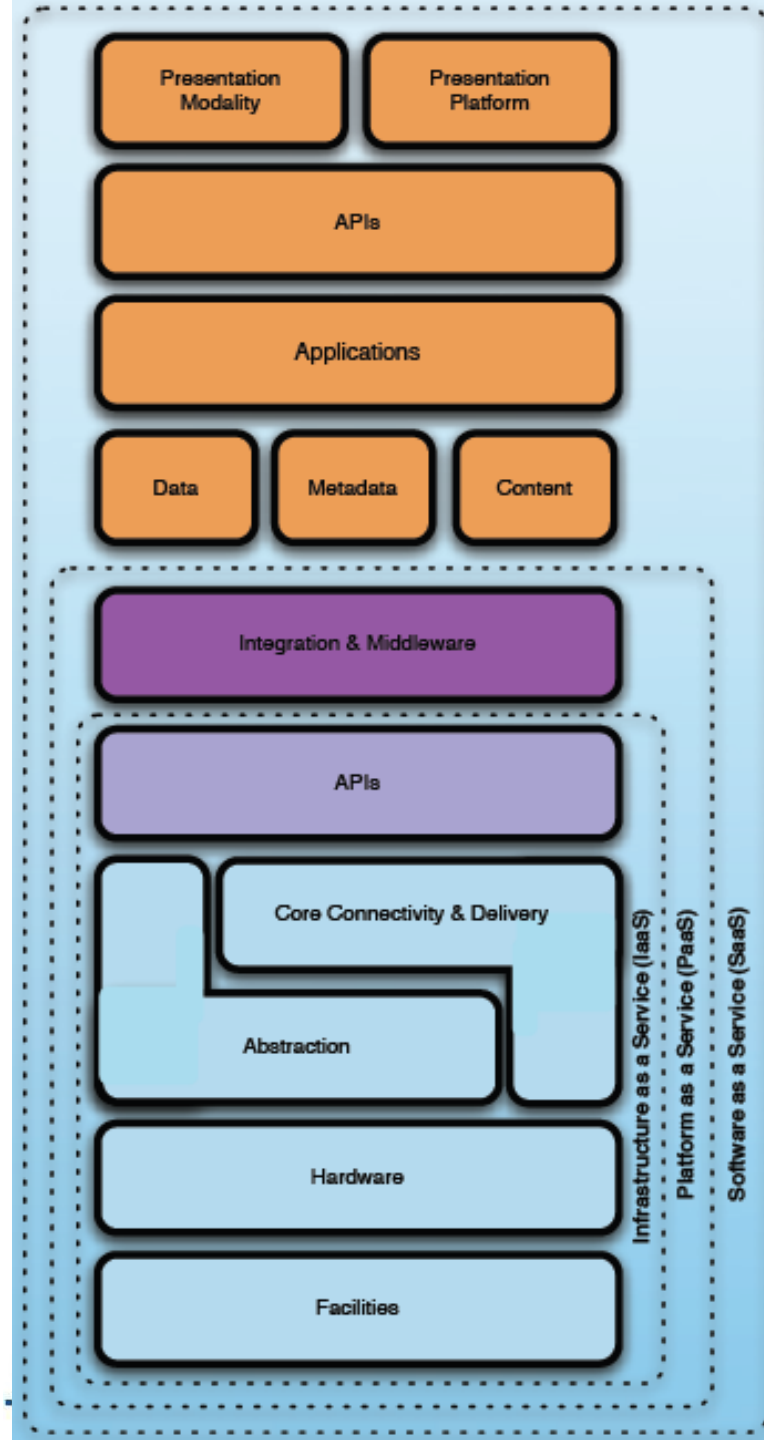 Presentation
Modality
Presentation
Platform
APIs
Applications
Data
Metadata
Content
Integration & Middleware
APIs
Core Connectivity & Delivery
Abstraction
Hardware
Facilities
Infrastructure as a Service (IaaS)
Platform as a Service (PaaS)
Software as a Service (SaaS)